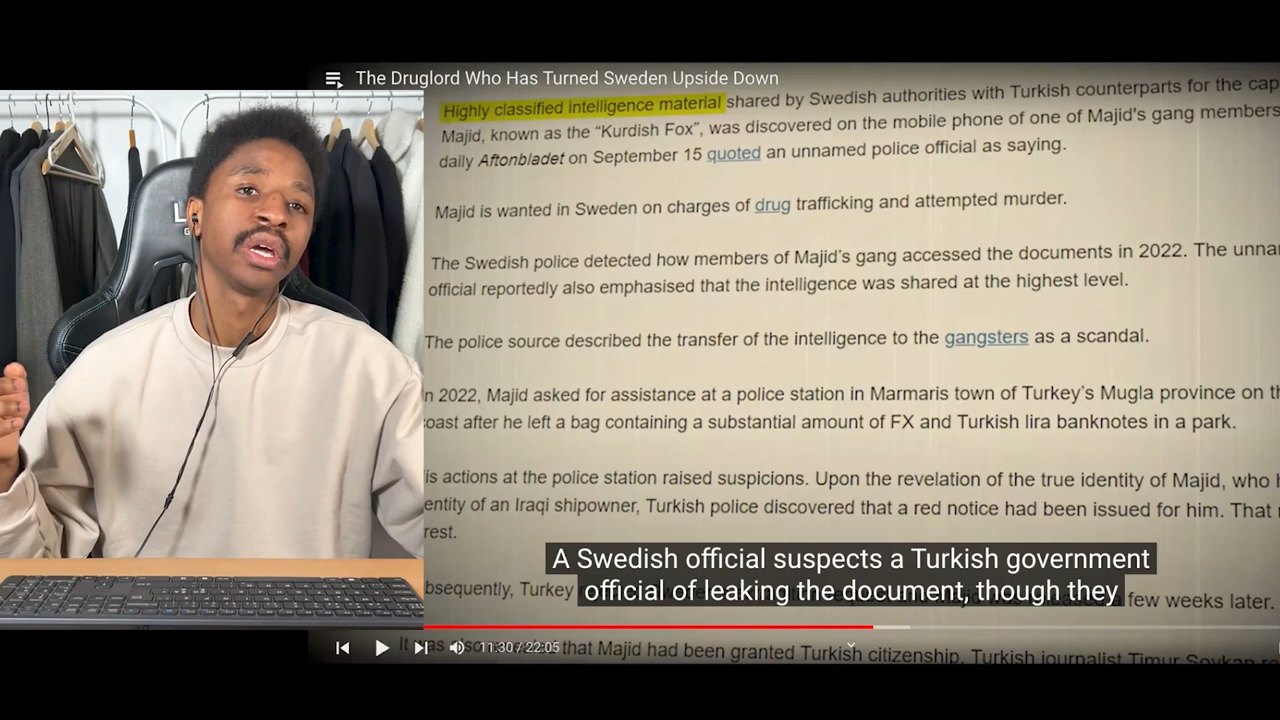 The Druglord Who Has Turned Sweden Upside Down
Highly classified intelligence material shared by Swedish authorities with Turkish counterparts for the cap
Majid, known as the “Kurdish Fox”, was discovered on the mobile phone of one of Majid's gang members
daily Aftonbladet on September 15 quoted an unnamed police official as saying.
Majid is wanted in Sweden on charges of drug trafficking and attempted murder.
The Swedish police detected how members of Majid's gang accessed the documents in 2022. The unna
official reportedly also emphasised that the intelligence was shared at the highest level.
The police source described the transfer of the intelligence to the gangsters as a scandal.
n 2022, Majid asked for assistance at a police station in Marmaris town of Turkey's Mugla province on th
coast after he left a bag containing a substantial amount of FX and Turkish lira banknotes in a park.
is actions at the police station raised suspicions. Upon the revelation of the true identity of Majid, who h
entity of an Iraqi shipowner, Turkish police discovered that a red notice had been issued for him. That
rest.
A Swedish official suspects a Turkish government
official of leaking the document, though they
bsequently, Turkey few weeks later.
11:30 / 22:05
It was also that Majid had been granted Turkish citizenship, Turkish journalist Timur Soykan